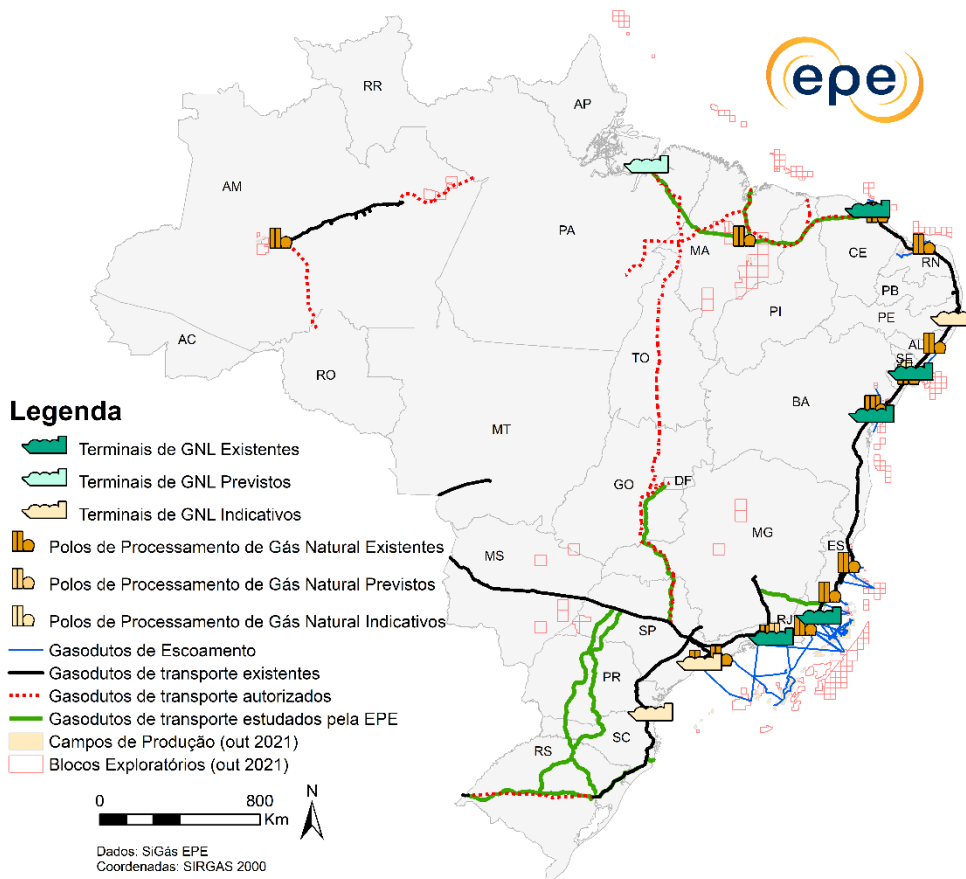 epe
RR
AP
AM
PA
MA
CE
RN
PB
PE
PI
AL
SE
AC
TO
RO
BA
MT
GO
DF
MG
MS
ES
SP
RJ
PR
SC
RS
Legenda
Terminais de GNL Existentes
Terminais de GNL Previstos
Terminais de GNL Indicativos
Polos de Processamento de Gás Natural Existentes
Polos de Processamento de Gás Natural Previstos
Polos de Processamento de Gás Natural Indicativos
Gasodutos de Escoamento
Gasodutos de transporte existentes
Gasodutos de transporte autorizados
Gasodutos de transporte estudados pela EPE
Campos de Produção (out 2021)
Blocos Exploratórios (out 2021)
0 800
Km
N
Dados: SiGás EPE
Coordenadas: SIRGAS 2000